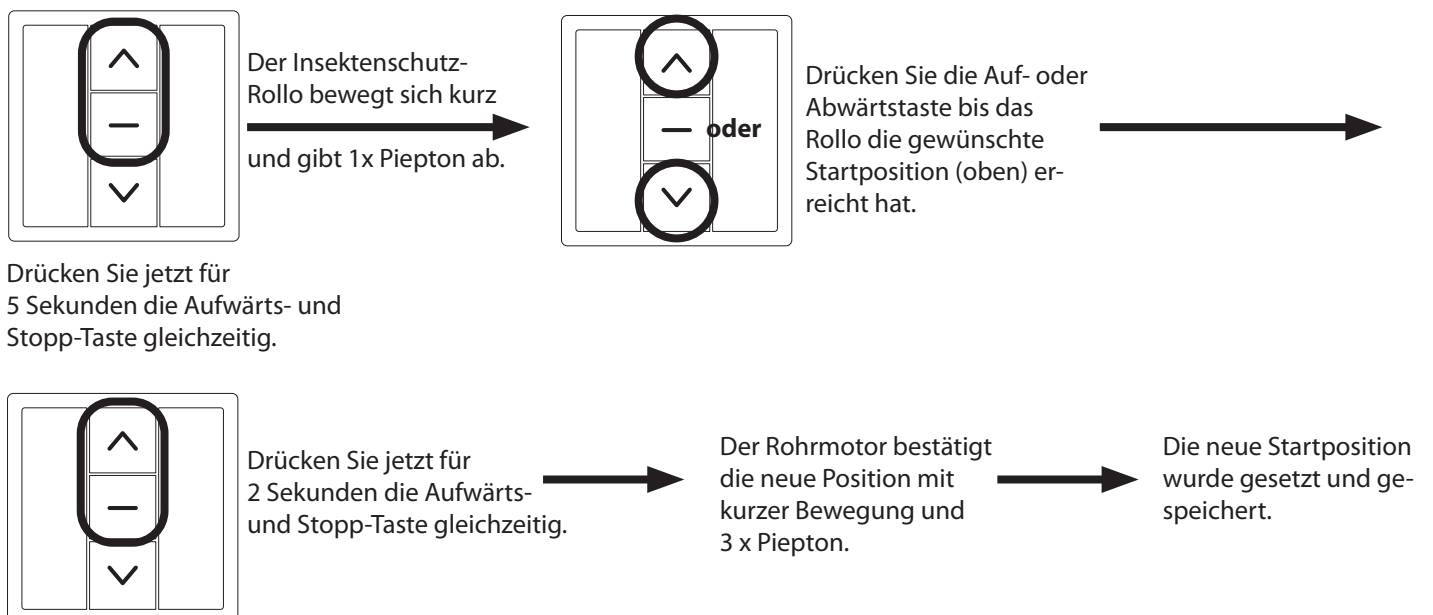 Der Insektenschutz-
Rollo bewegt sich kurz
und gibt 1x Piepton ab.
oder
Drücken Sie die Auf- oder
Abwärtstaste bis das
Rollo die gewünschte
Startposition (oben) er-
reicht hat.
Drücken Sie jetzt für
5 Sekunden die Aufwärts- und
Stopp-Taste gleichzeitig.
Drücken Sie jetzt für
2 Sekunden die Aufwärts-
und Stopp-Taste gleichzeitig.
Der Rohrmotor bestätigt
die neue Position mit
kurzer Bewegung und
3 x Piepton.
Die neue Startposition
wurde gesetzt und ge-
speichert.